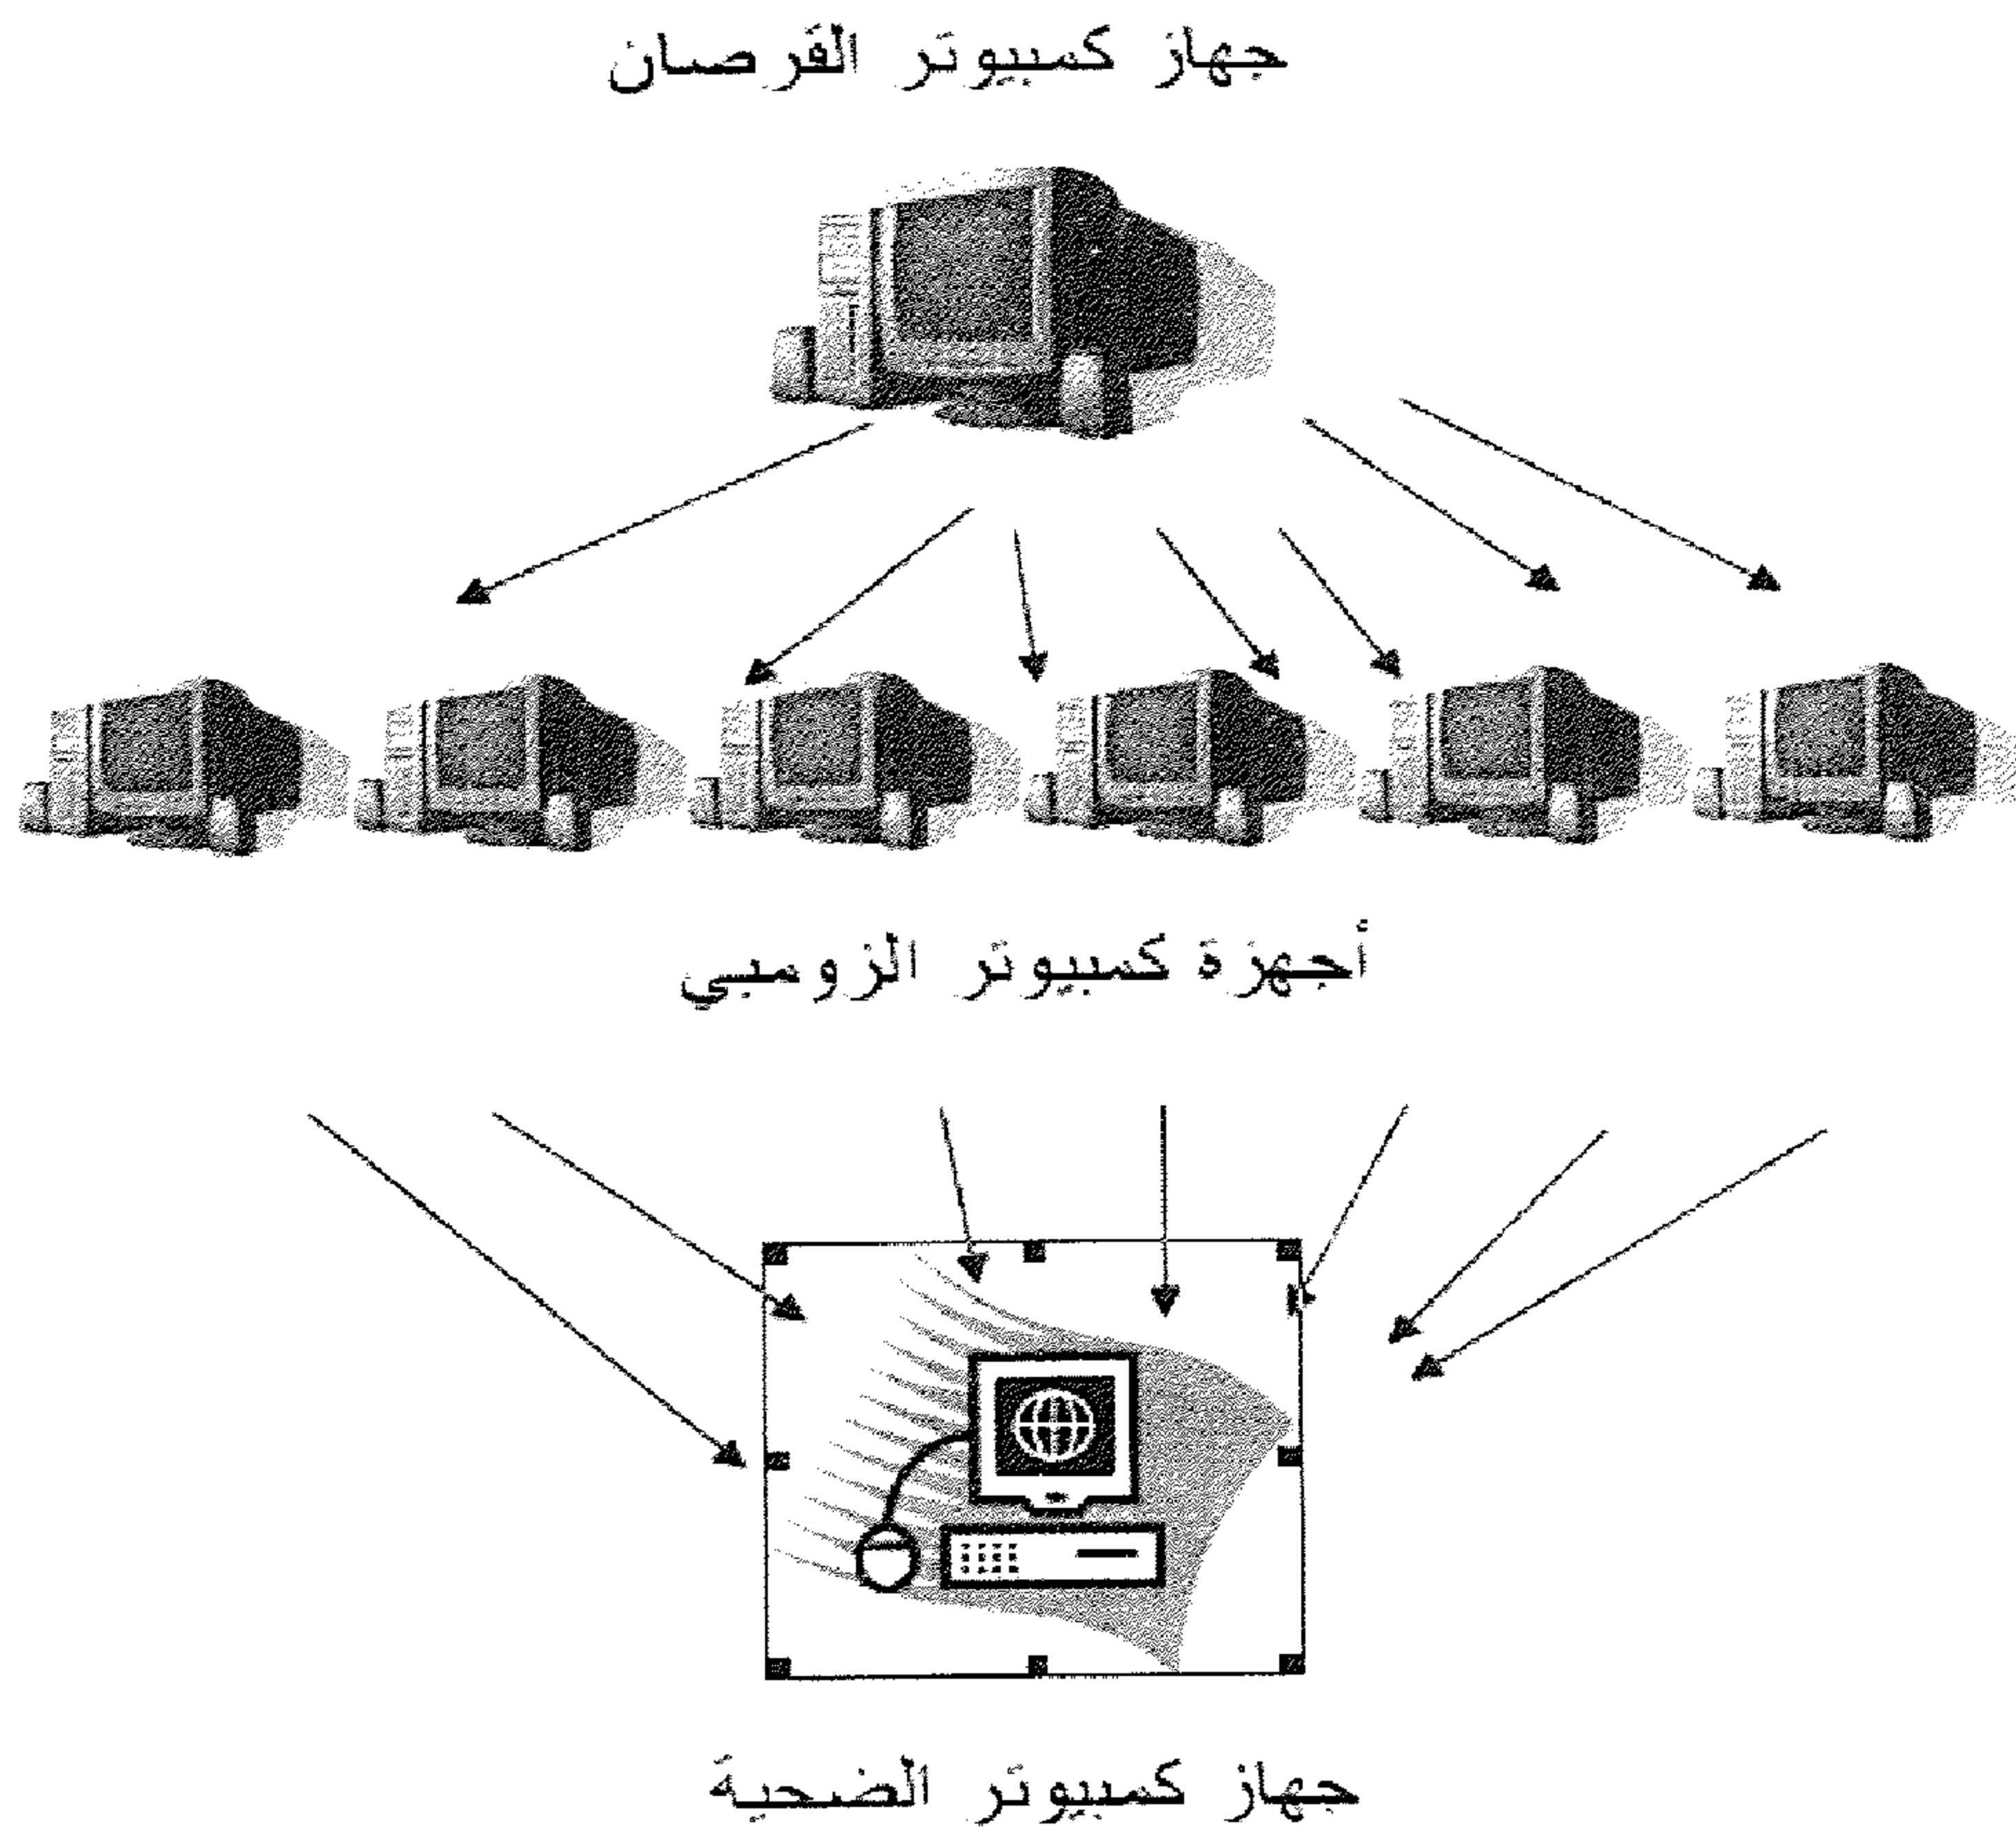 جهاز كمبيوتر القرصان
أجهزة كمبيوتر الزومبي
جهاز كمبيوتر الضحية